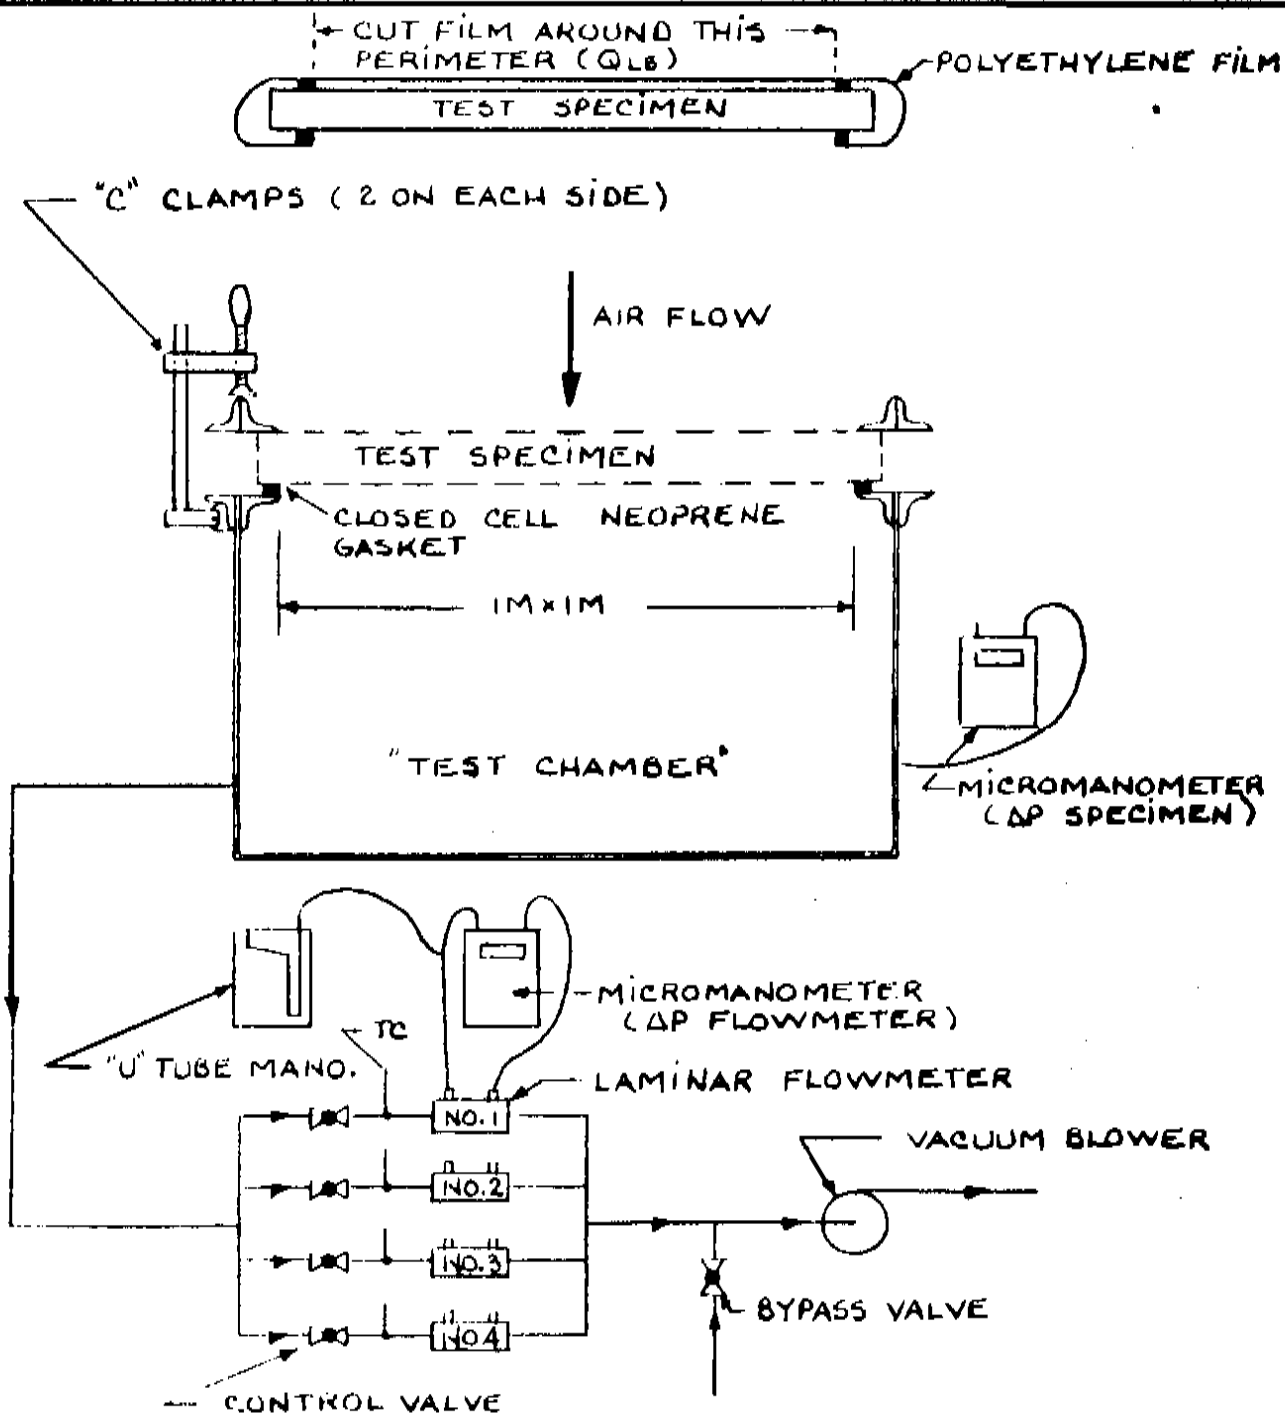 CUT FiLM AROUND THiS
PERiMETER (QLB)
POLYETHYLENE FiLM
TEST SPECiMEN
"C" CLAMPS (2 ON EACH SiDE)
AIR FLOW
TEST SPECiMEN
CLOSED CELL NEOPRENE
GASKET
1M x 1M
"TEST CHAMBER"
MiCROMANOMETER
(ΔP SPECiMEN)
MiCROMANOMETER
(ΔP FLOWMETER)
TC
"U" TUBE MANO.
LAMiNAR FLOWMETER
NO. 1
VACUUM BLOWER
NO. 2
NO. 3
BYPASS VALVE
NO 4
CONTROL VALVE